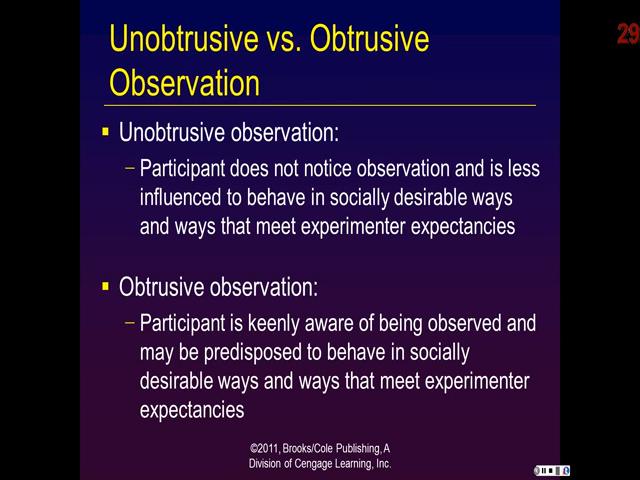 Unobtrusive vs. Obtrusive
Observation
29
Unobtrusive observation:
– Participant does not notice observation and is less
influenced to behave in socially desirable ways
and ways that meet experimenter expectancies
Obtrusive observation:
– Participant is keenly aware of being observed and
may be predisposed to behave in socially
desirable ways and ways that meet experimenter
expectancies
©2011, Brooks/Cole Publishing, A
Division of Cengage Learning, Inc.